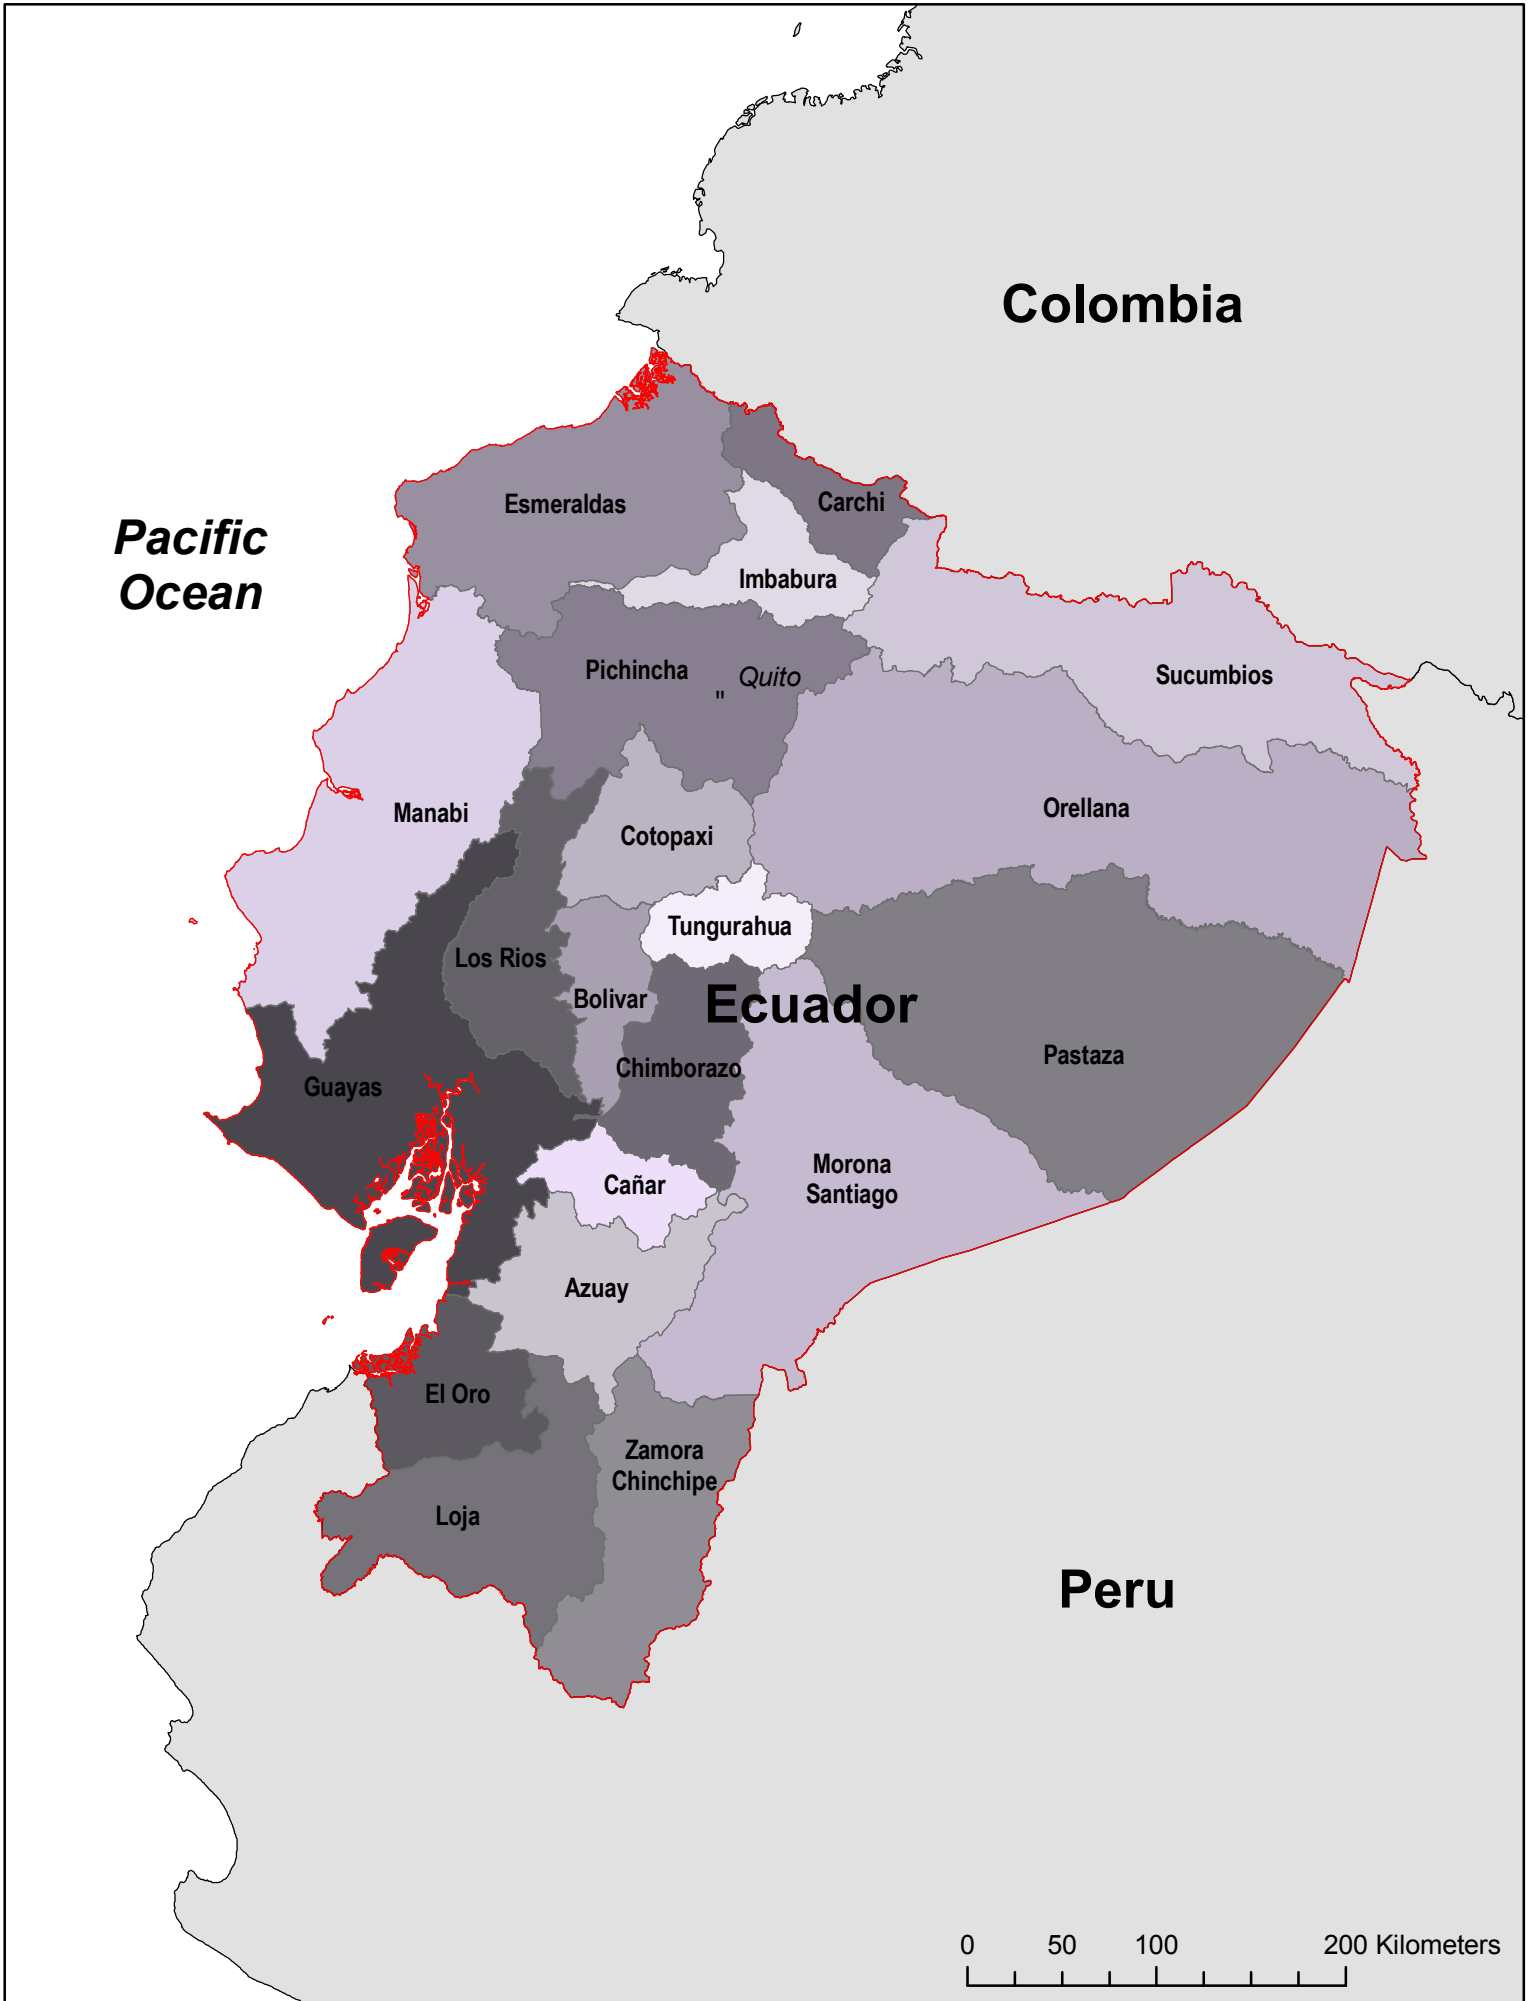 Colombia
Pacific
Ocean
Esmeraldas
Carchi
Imbabura
Pichincha
" Quito
Sucumbios
Manabi
Cotopaxi
Orellana
Tungurahua
Los Rios
Bolivar
Ecuador
Chimborazo
Pastaza
Guayas
Morona
Santiago
Cañar
Azuay
El Oro
Zamora
Chinchipe
Loja
Peru
0 50 100 200 Kilometers